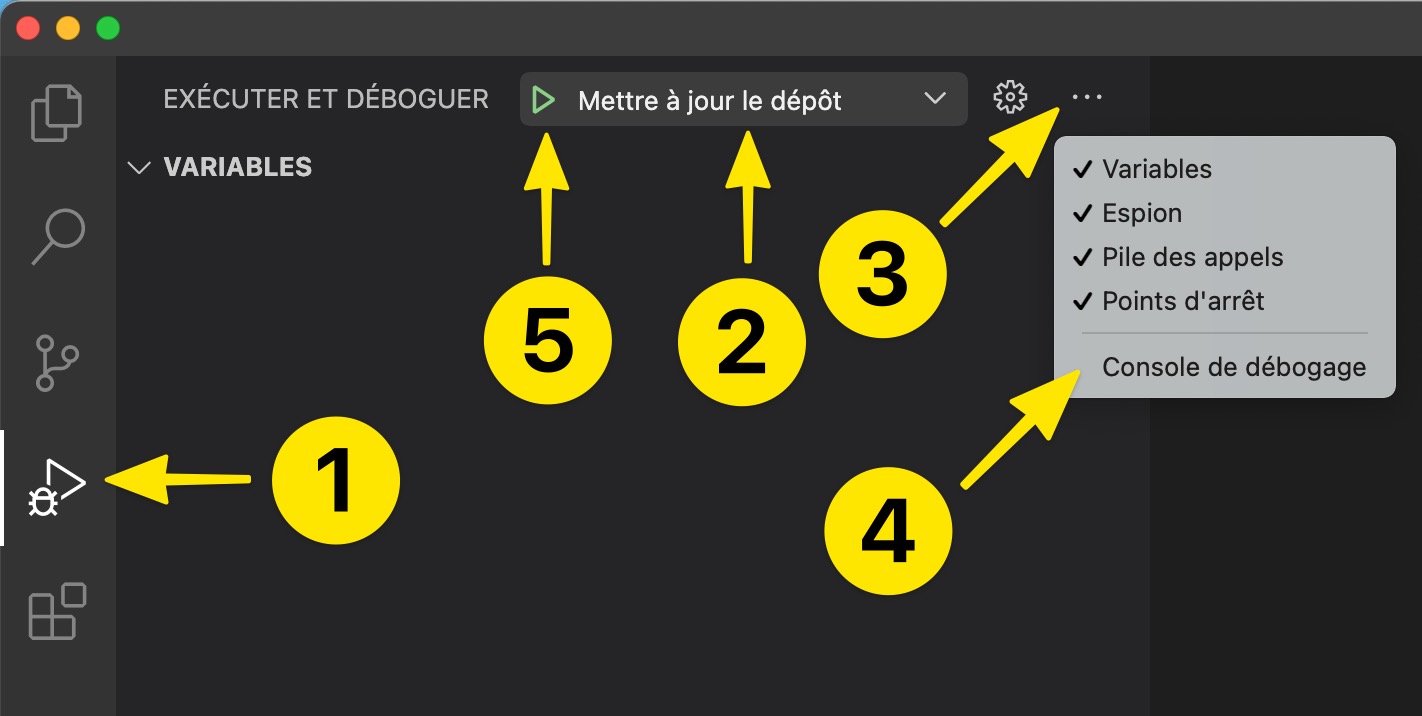 EXÉCUTER ET DÉBOGUER
Mettre à jour le dépôt
VARIABLES
Variables
Espion
Pile des appels
Points d'arrêt
Console de débogage
3
5
2
1
4